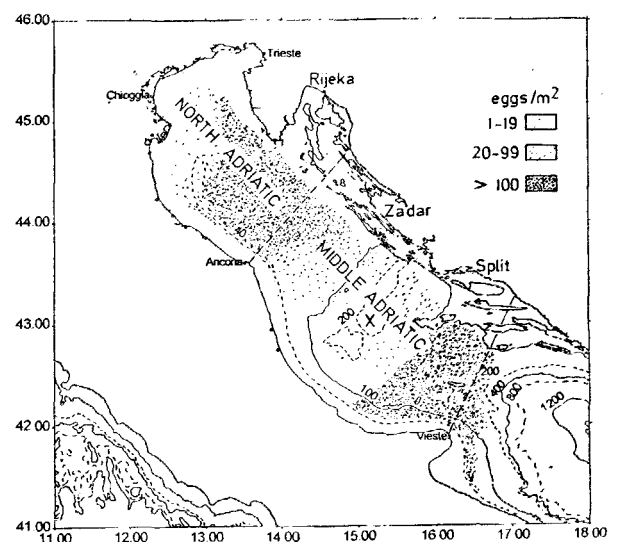 46.00
Trieste
Rijeka
Chioggia
eggs/m²
1-19
20-99
> 100
45.00
NORTH ADRIATIC
Zadar
44.00
Ancona
MIDDLE ADRIATIC
Split
200
43.00
100
200
400
800
1200
42.00
Vieste
41.00
11.00 12.00 13.00 14.00 15.00 16.00 17.00 18.00